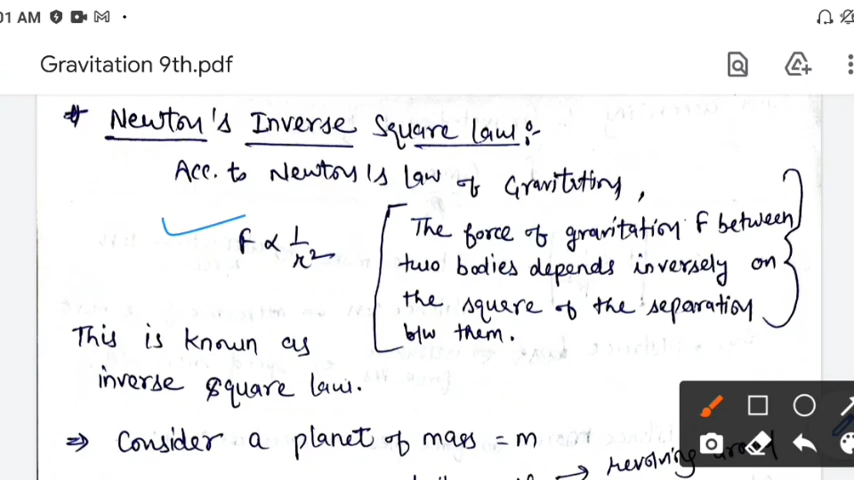 01 AM
Gravitation 9th.pdf
# Newton's Inverse Square law :-
Acc. to Newton's law of Gravitation,
F ∝ 1/r²
[The force of gravitation F between
two bodies depends inversely on
the square of the separation
b/w them.]
This is known as
inverse square law.
⇒ Consider a planet of mass = m
→ revolving around